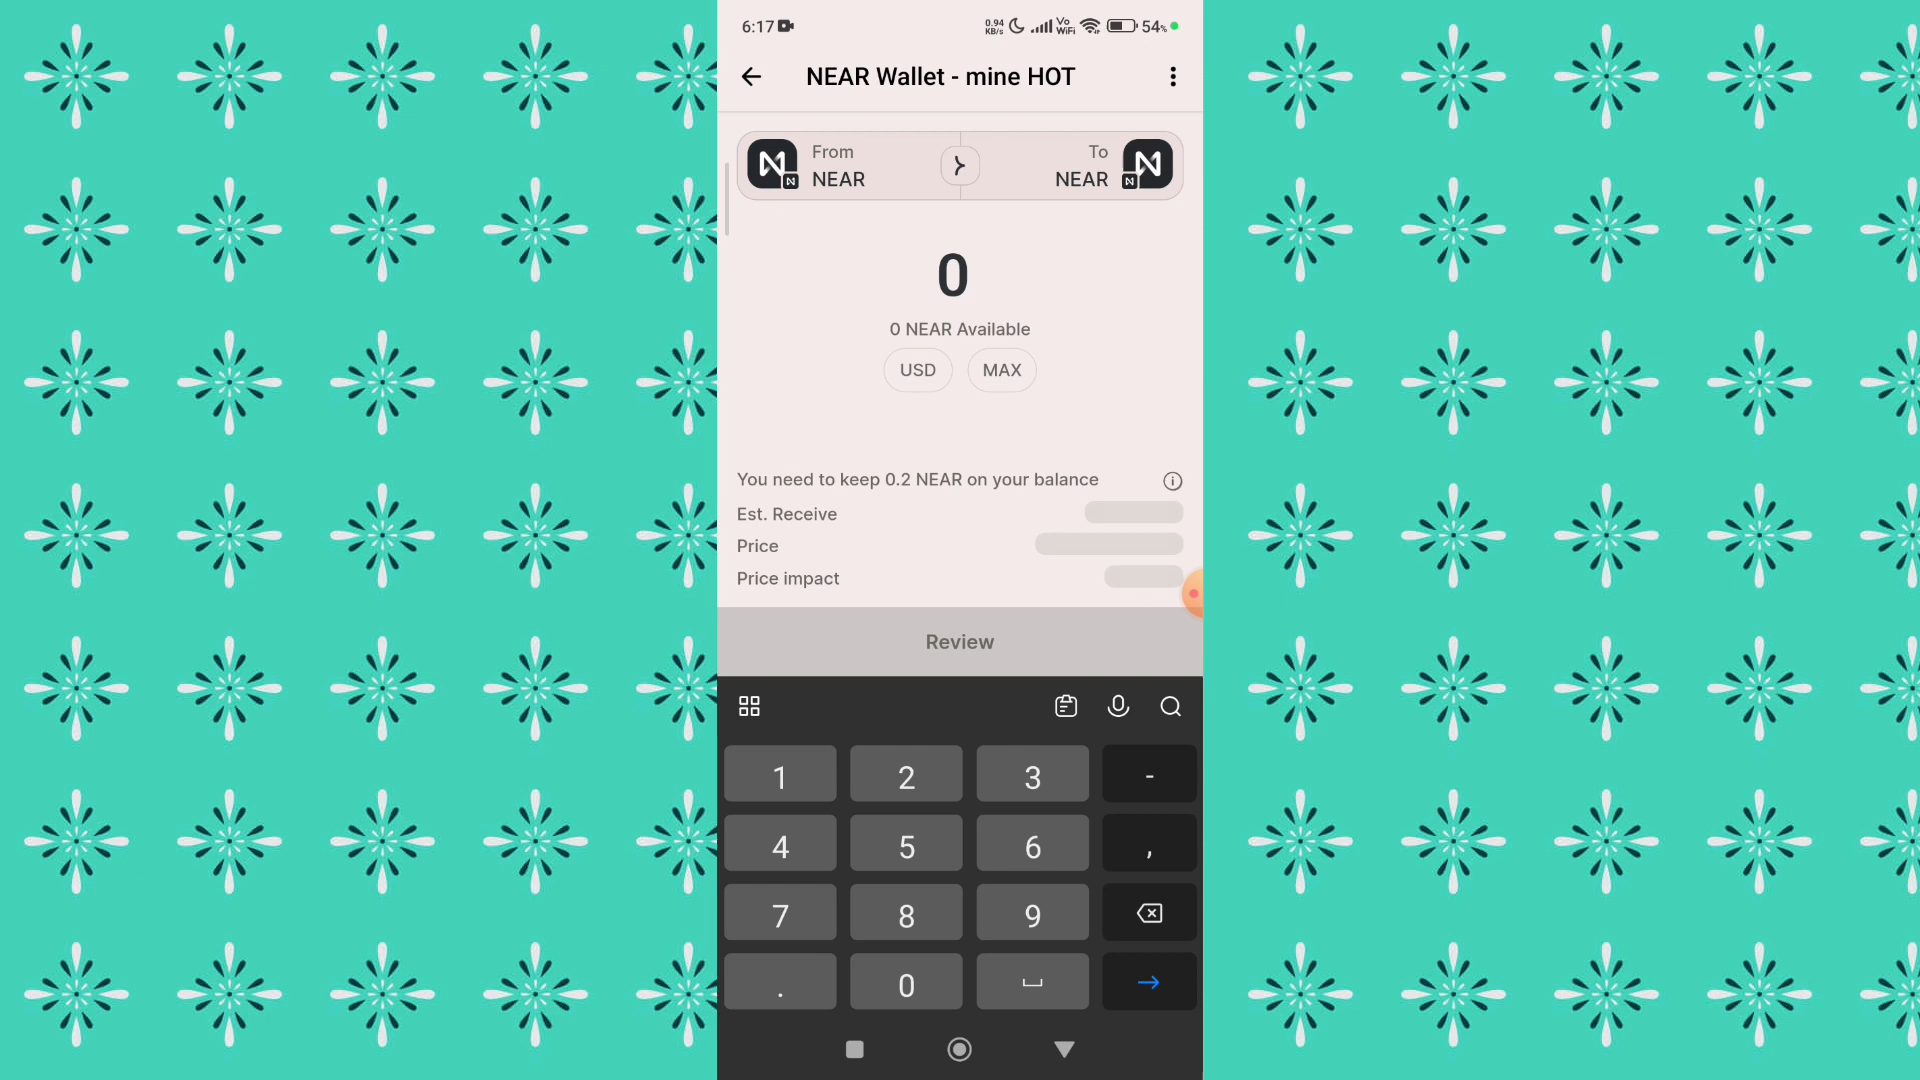 6:17
0.94 KB/s
Vo WiFi
54%
NEAR Wallet - mine HOT
From
NEAR
To
NEAR
0
0 NEAR Available
USD
MAX
You need to keep 0.2 NEAR on your balance
Est. Receive
Price
Price impact
Review
1
2
3
-
4
5
6
,
7
8
9
.
0